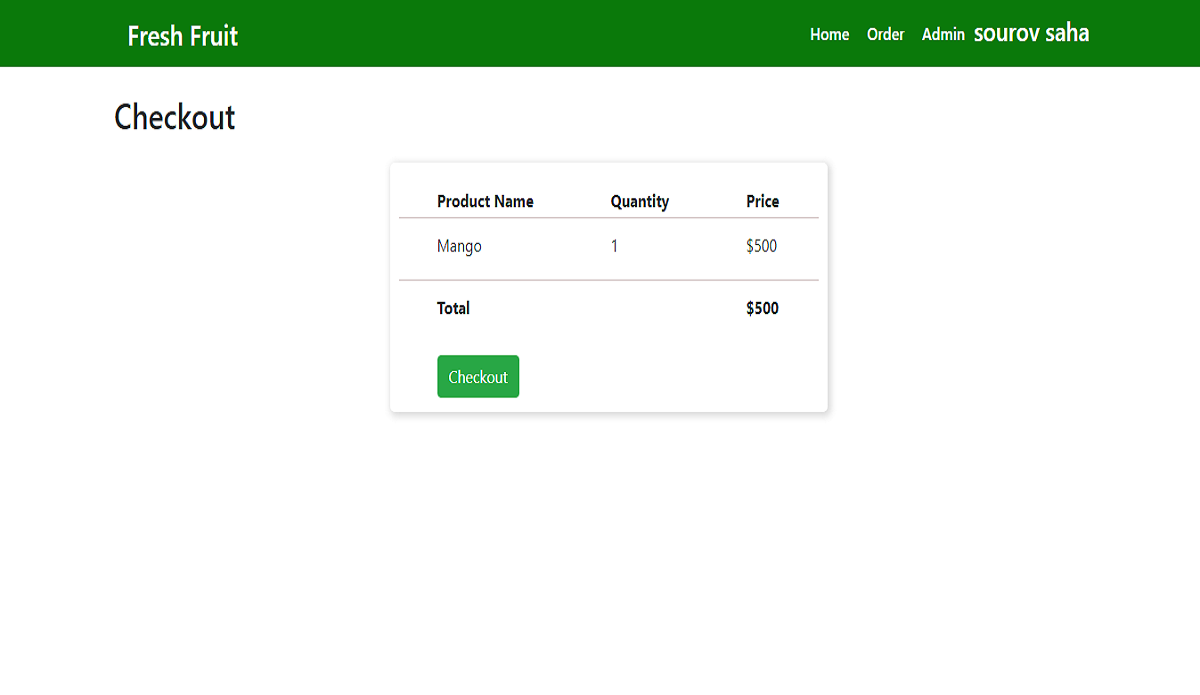 Fresh Fruit Home Order Admin sourov saha
Checkout
Product Name Quantity Price
Mango 1 $500
Total $500
Checkout